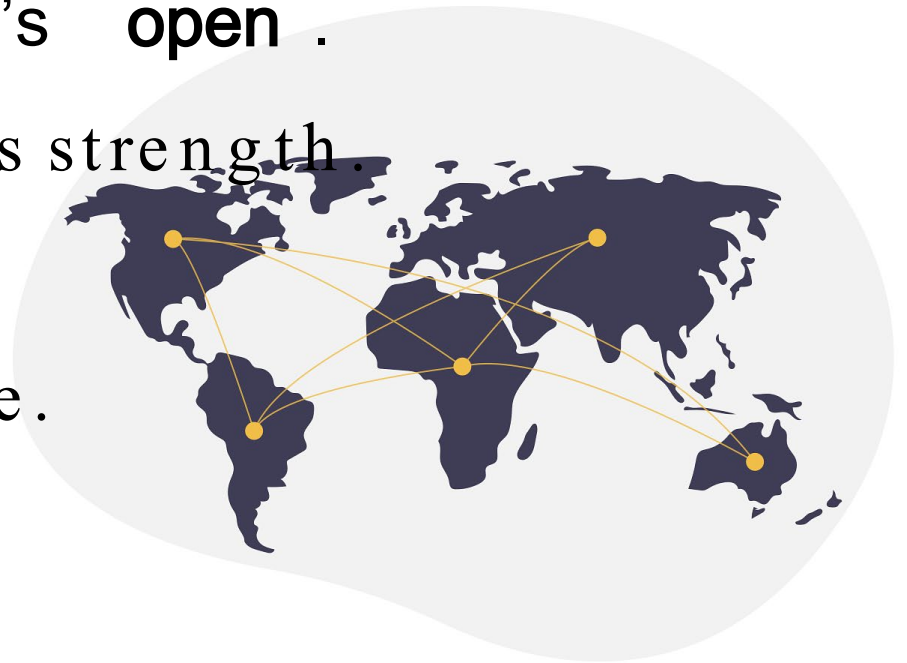 ’s open .
s strength.
e.